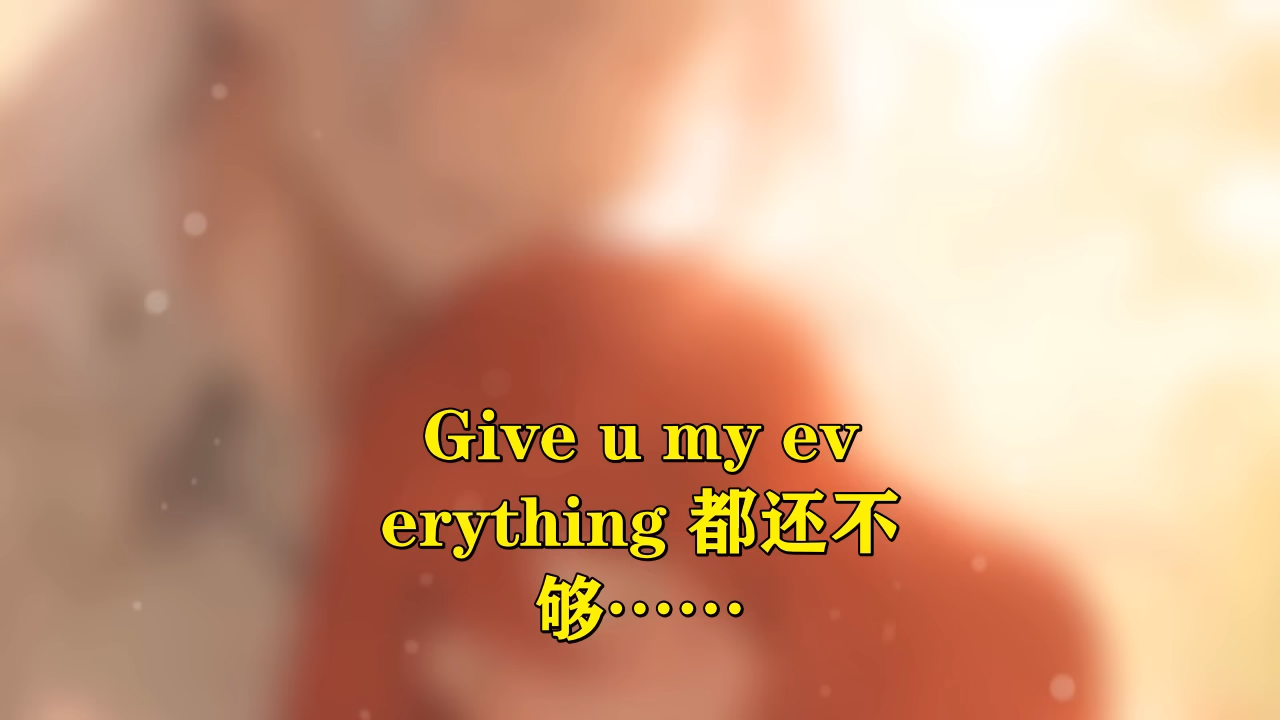 Give u my ev
erything 都还不
够……